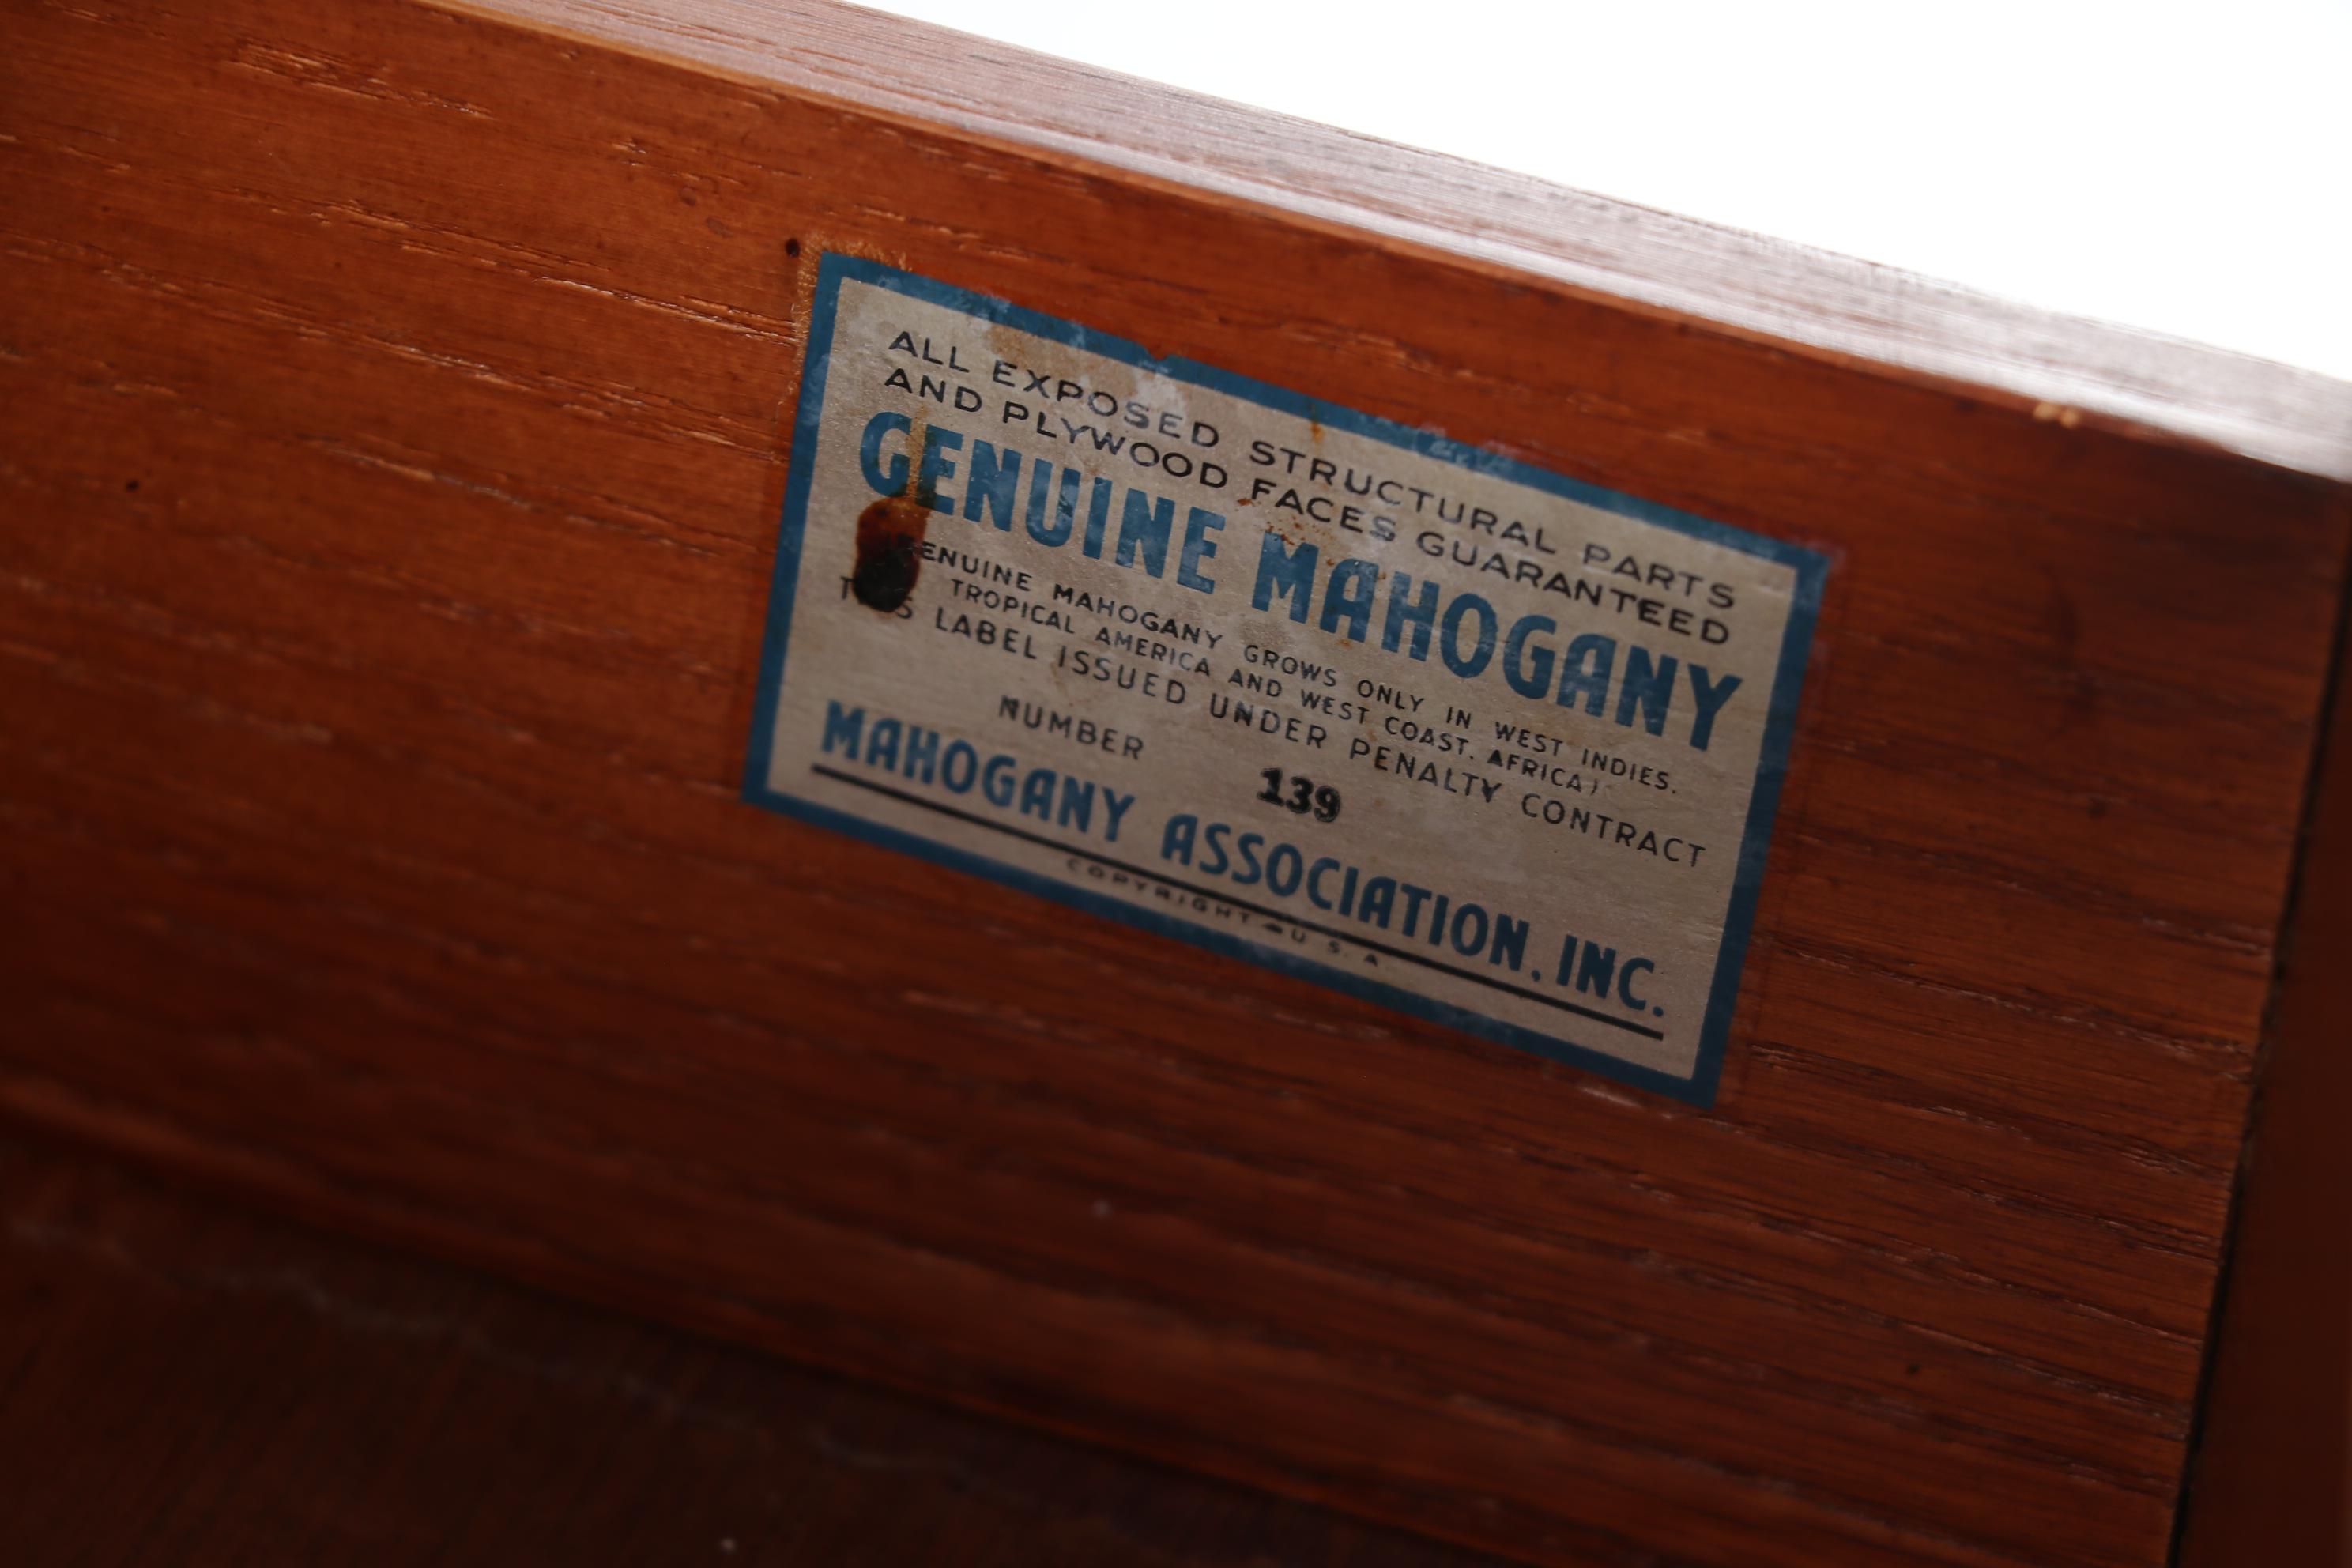 ALL EXPOSED STRUCTURAL PARTS
AND PLYWOOD FACES GUARANTEED
GENUINE MAHOGANY
ENUINE MAHOGANY GROWS ONLY IN WEST INDIES.
TROPICAL AMERICA AND WEST COAST. AFRICA)
LABEL ISSUED UNDER PENALTY CONTRACT
NUMBER 139
MAHOGANY ASSOCIATION, INC.
COPYRIGHT U. S. A